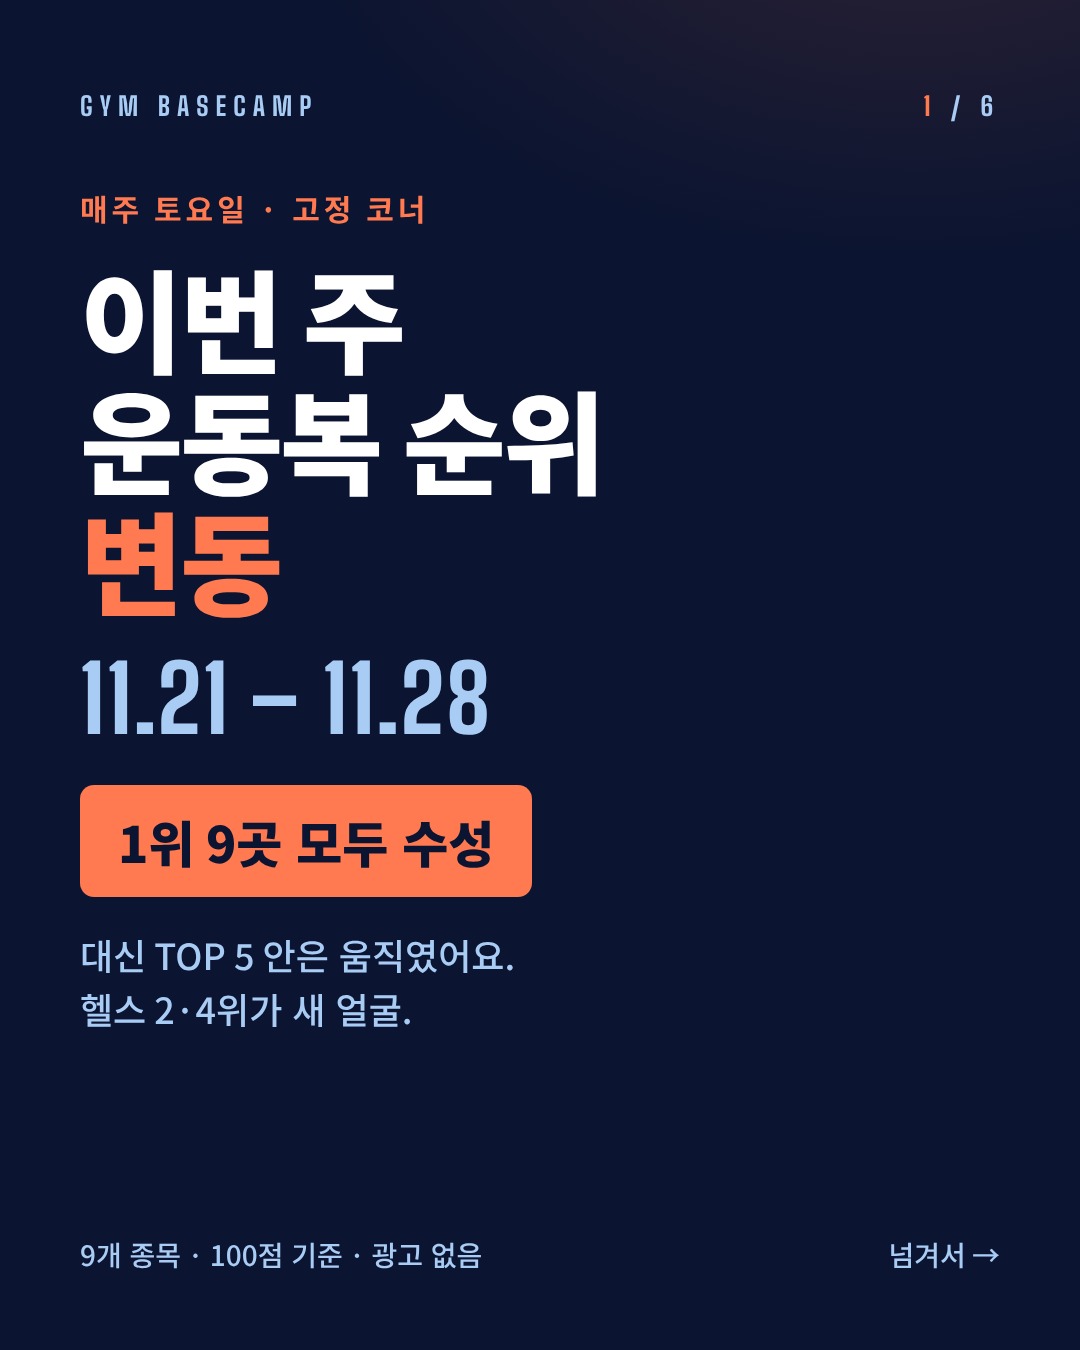 GYM BASECAMP
1 / 6
매주 토요일 · 고정 코너
이번 주
운동복 순위
변동
11.21 – 11.28
1위 9곳 모두 수성
대신 TOP 5 안은 움직였어요.
헬스 2·4위가 새 얼굴.
9개 종목 · 100점 기준 · 광고 없음
넘겨서 →